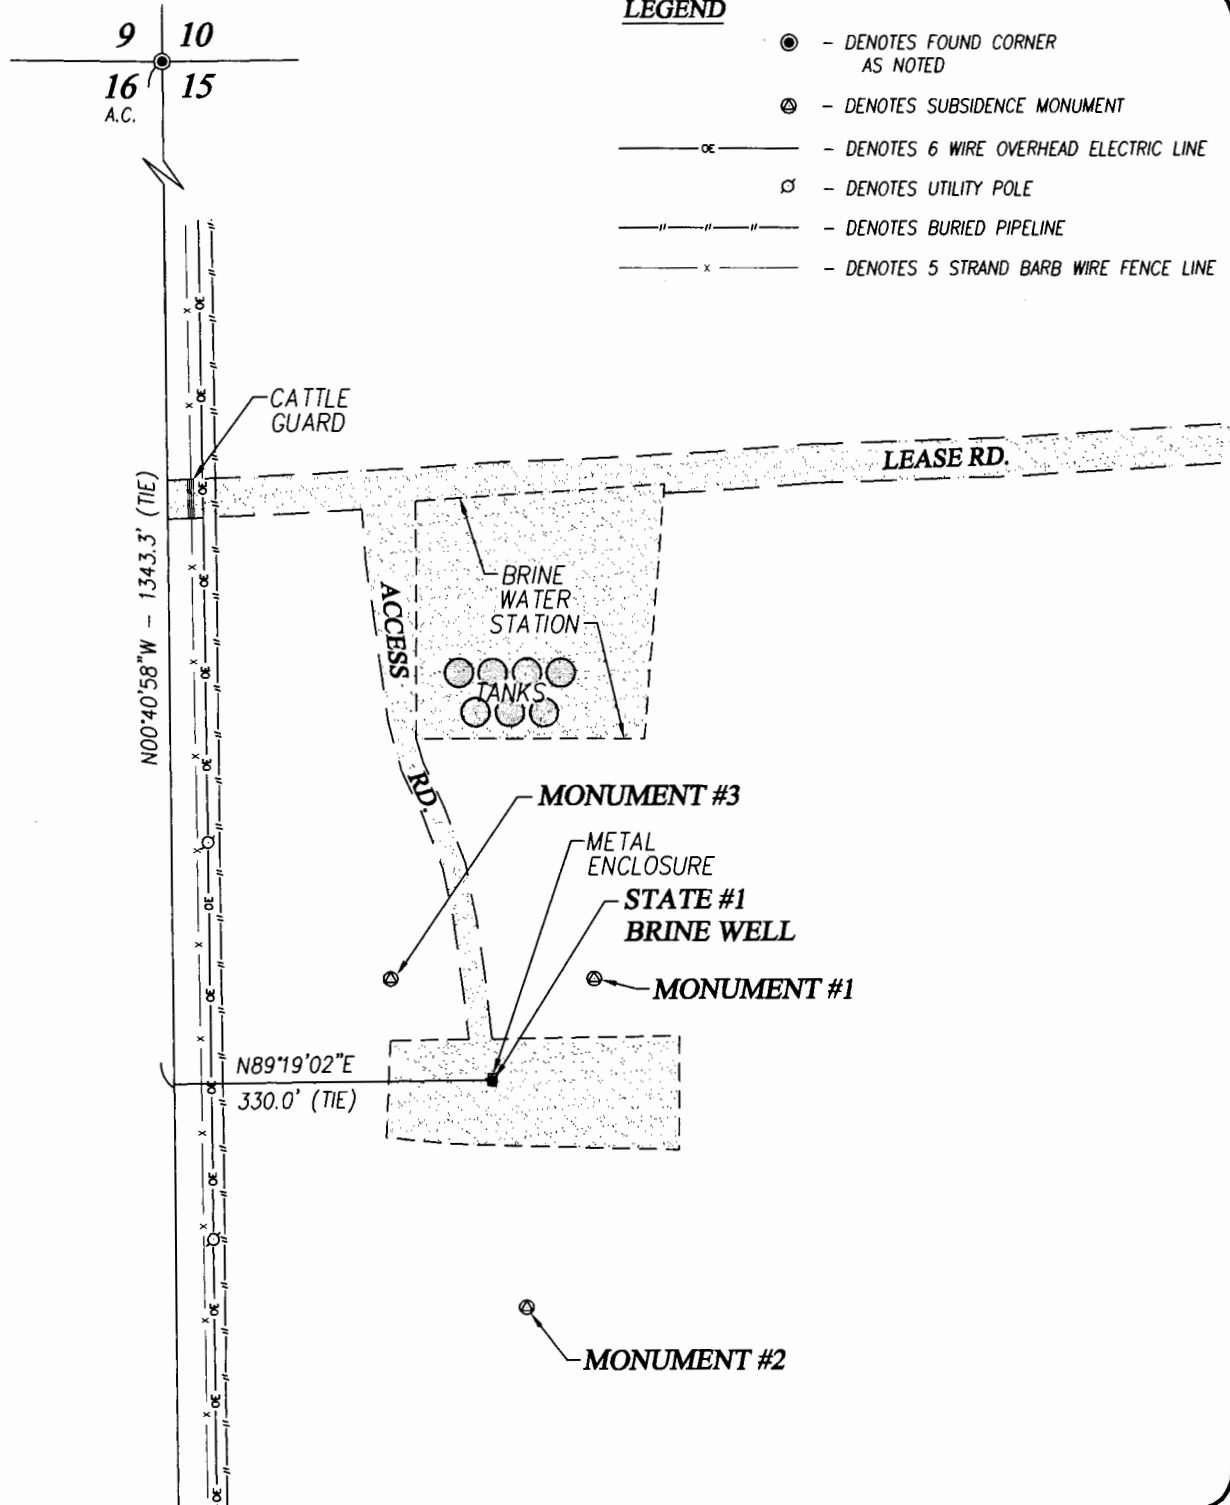 LEGEND
- DENOTES FOUND CORNER
AS NOTED
- DENOTES SUBSIDENCE MONUMENT
OE - DENOTES 6 WIRE OVERHEAD ELECTRIC LINE
- DENOTES UTILITY POLE
- DENOTES BURIED PIPELINE
x - DENOTES 5 STRAND BARB WIRE FENCE LINE
9 10
16 15
A.C.
CATTLE
GUARD
LEASE RD.
N00°40'58"W - 1343.3' (TIE)
ACCESS
RD.
BRINE
WATER
STATION
TANKS
MONUMENT #3
METAL
ENCLOSURE
STATE #1
BRINE WELL
MONUMENT #1
N89°19'02"E
330.0' (TIE)
MONUMENT #2